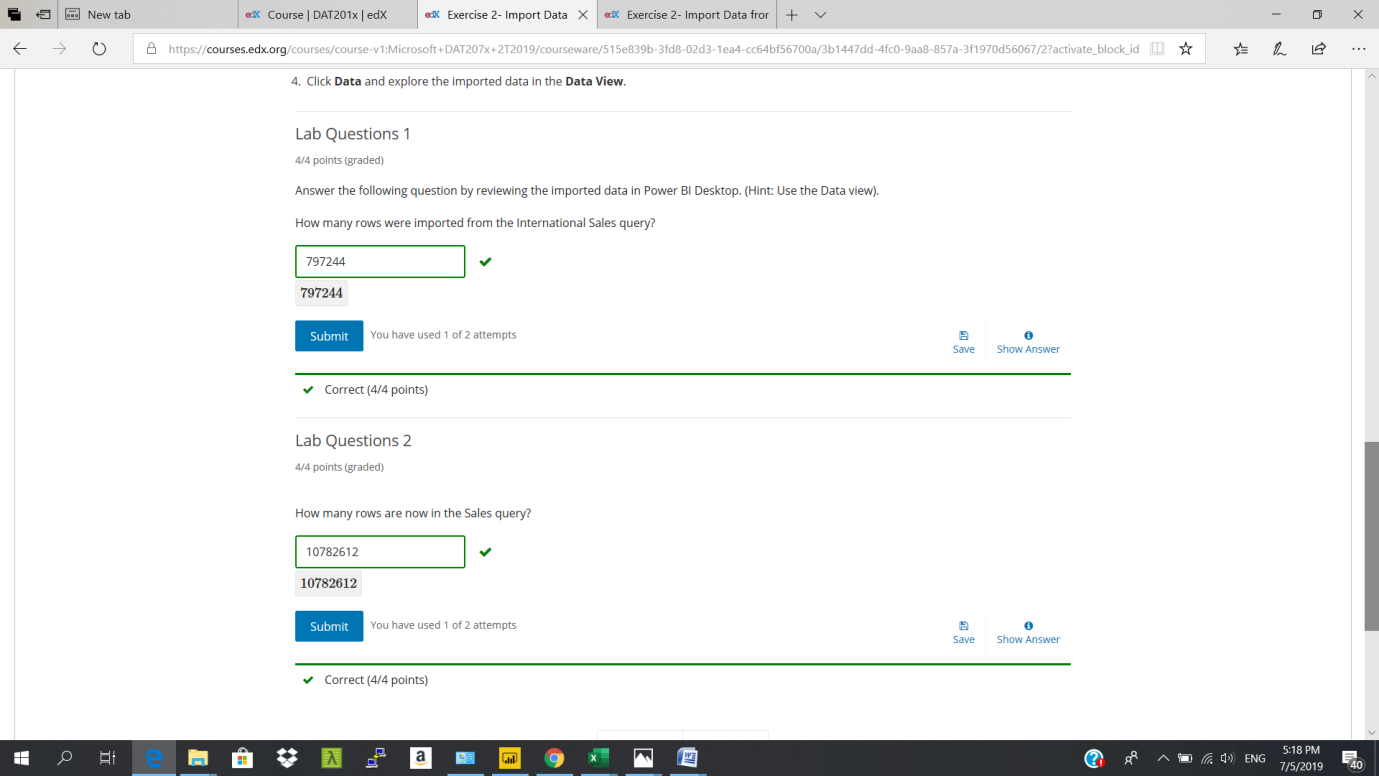 New tab
edX Course | DAT201x | edX
edX Exercise 2- Import Data
edX Exercise 2- Import Data fror
https://courses.edx.org/courses/course-v1:Microsoft+DAT207x+2T2019/courseware/515e839b-3fd8-02d3-1ea4-cc64bf56700a/3b1447dd-4fc0-9aa8-857a-3f1970d56067/2?activate_block_id
4. Click Data and explore the imported data in the Data View.
Lab Questions 1
4/4 points (graded)
Answer the following question by reviewing the imported data in Power BI Desktop. (Hint: Use the Data view).
How many rows were imported from the International Sales query?
797244
797244
Submit You have used 1 of 2 attempts
Save Show Answer
Correct (4/4 points)
Lab Questions 2
4/4 points (graded)
How many rows are now in the Sales query?
10782612
10782612
Submit You have used 1 of 2 attempts
Save Show Answer
Correct (4/4 points)
ENG
5:18 PM
7/5/2019
40